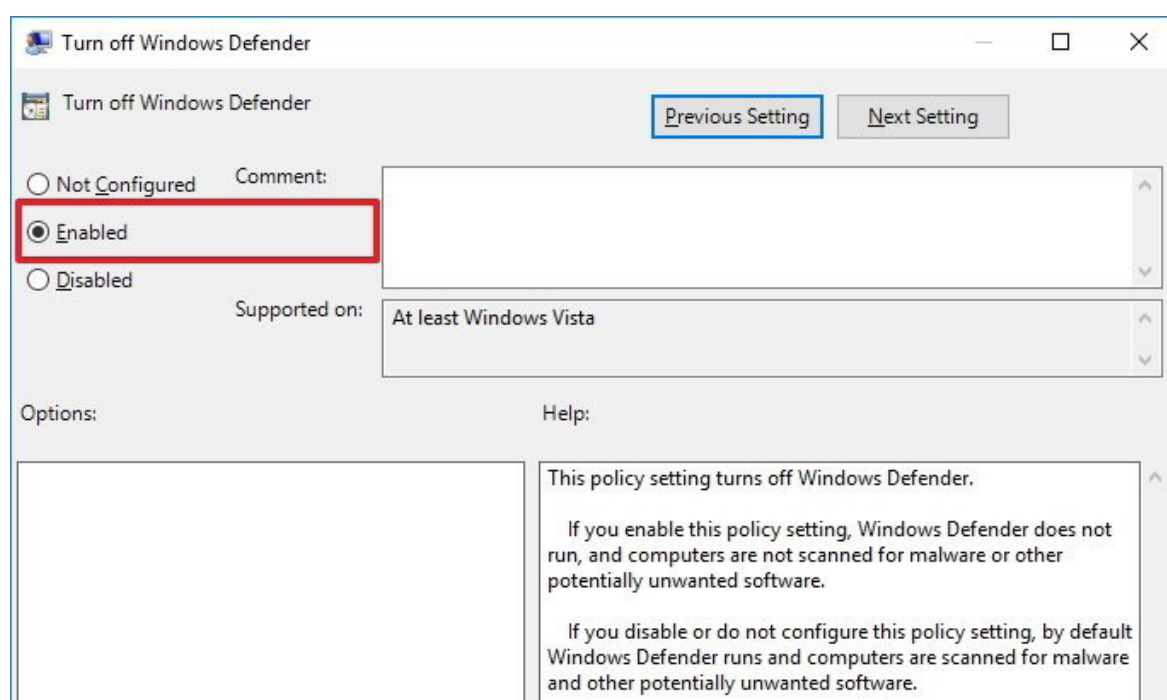 Turn off Windows Defender
Turn off Windows Defender
Previous Setting
Next Setting
Not Configured
Comment:
Enabled
Disabled
Supported on:
At least Windows Vista
Options:
Help:
This policy setting turns off Windows Defender.
If you enable this policy setting, Windows Defender does not
run, and computers are not scanned for malware or other
potentially unwanted software.
If you disable or do not configure this policy setting, by default
Windows Defender runs and computers are scanned for malware
and other potentially unwanted software.